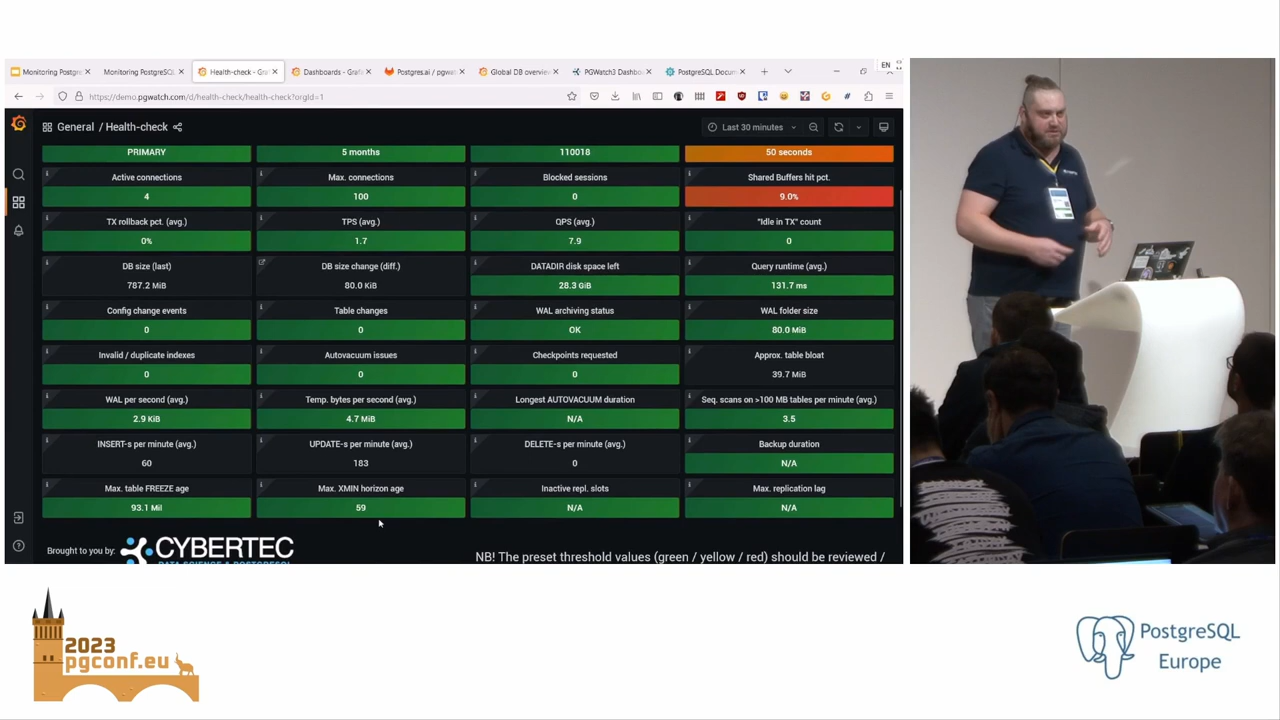 Monitoring Postgre
Monitoring PostgreSQL
Health-check - Gra
Dashboards - Grafa
Postgres.ai / pgwat
Global DB overview
PGWatch3 Dashbo
PostgreSQL Docum
EN
https://demo.pgwatch.com/d/health-check/health-check?orgId=1
General / Health-check
Last 30 minutes
PRIMARY
5 months
110018
50 seconds
Active connections
Max. connections
Blocked sessions
Shared Buffers hit pct.
4
100
0
9.0%
TX rollback pct. (avg.)
TPS (avg.)
QPS (avg.)
"Idle in TX" count
0%
1.7
7.9
0
DB size (last)
DB size change (diff.)
DATADIR disk space left
Query runtime (avg.)
787.2 MiB
80.0 KiB
28.3 GiB
131.7 ms
Config change events
Table changes
WAL archiving status
WAL folder size
0
0
OK
80.0 MiB
Invalid / duplicate indexes
Autovacuum issues
Checkpoints requested
Approx. table bloat
0
0
0
39.7 MiB
WAL per second (avg.)
Temp. bytes per second (avg.)
Longest AUTOVACUUM duration
Seq. scans on >100 MB tables per minute (avg.)
2.9 KiB
4.7 MiB
N/A
3.5
INSERT-s per minute (avg.)
UPDATE-s per minute (avg.)
DELETE-s per minute (avg.)
Backup duration
60
183
0
N/A
Max. table FREEZE age
Max. XMIN horizon age
Inactive repl. slots
Max. replication lag
93.1 Mil
59
N/A
N/A
Brought to you by:
CYBERTEC
DATA SCIENCE & POSTGRESQL
NB! The preset threshold values (green / yellow / red) should be reviewed /
2023
pgconf.eu
PostgreSQL
Europe